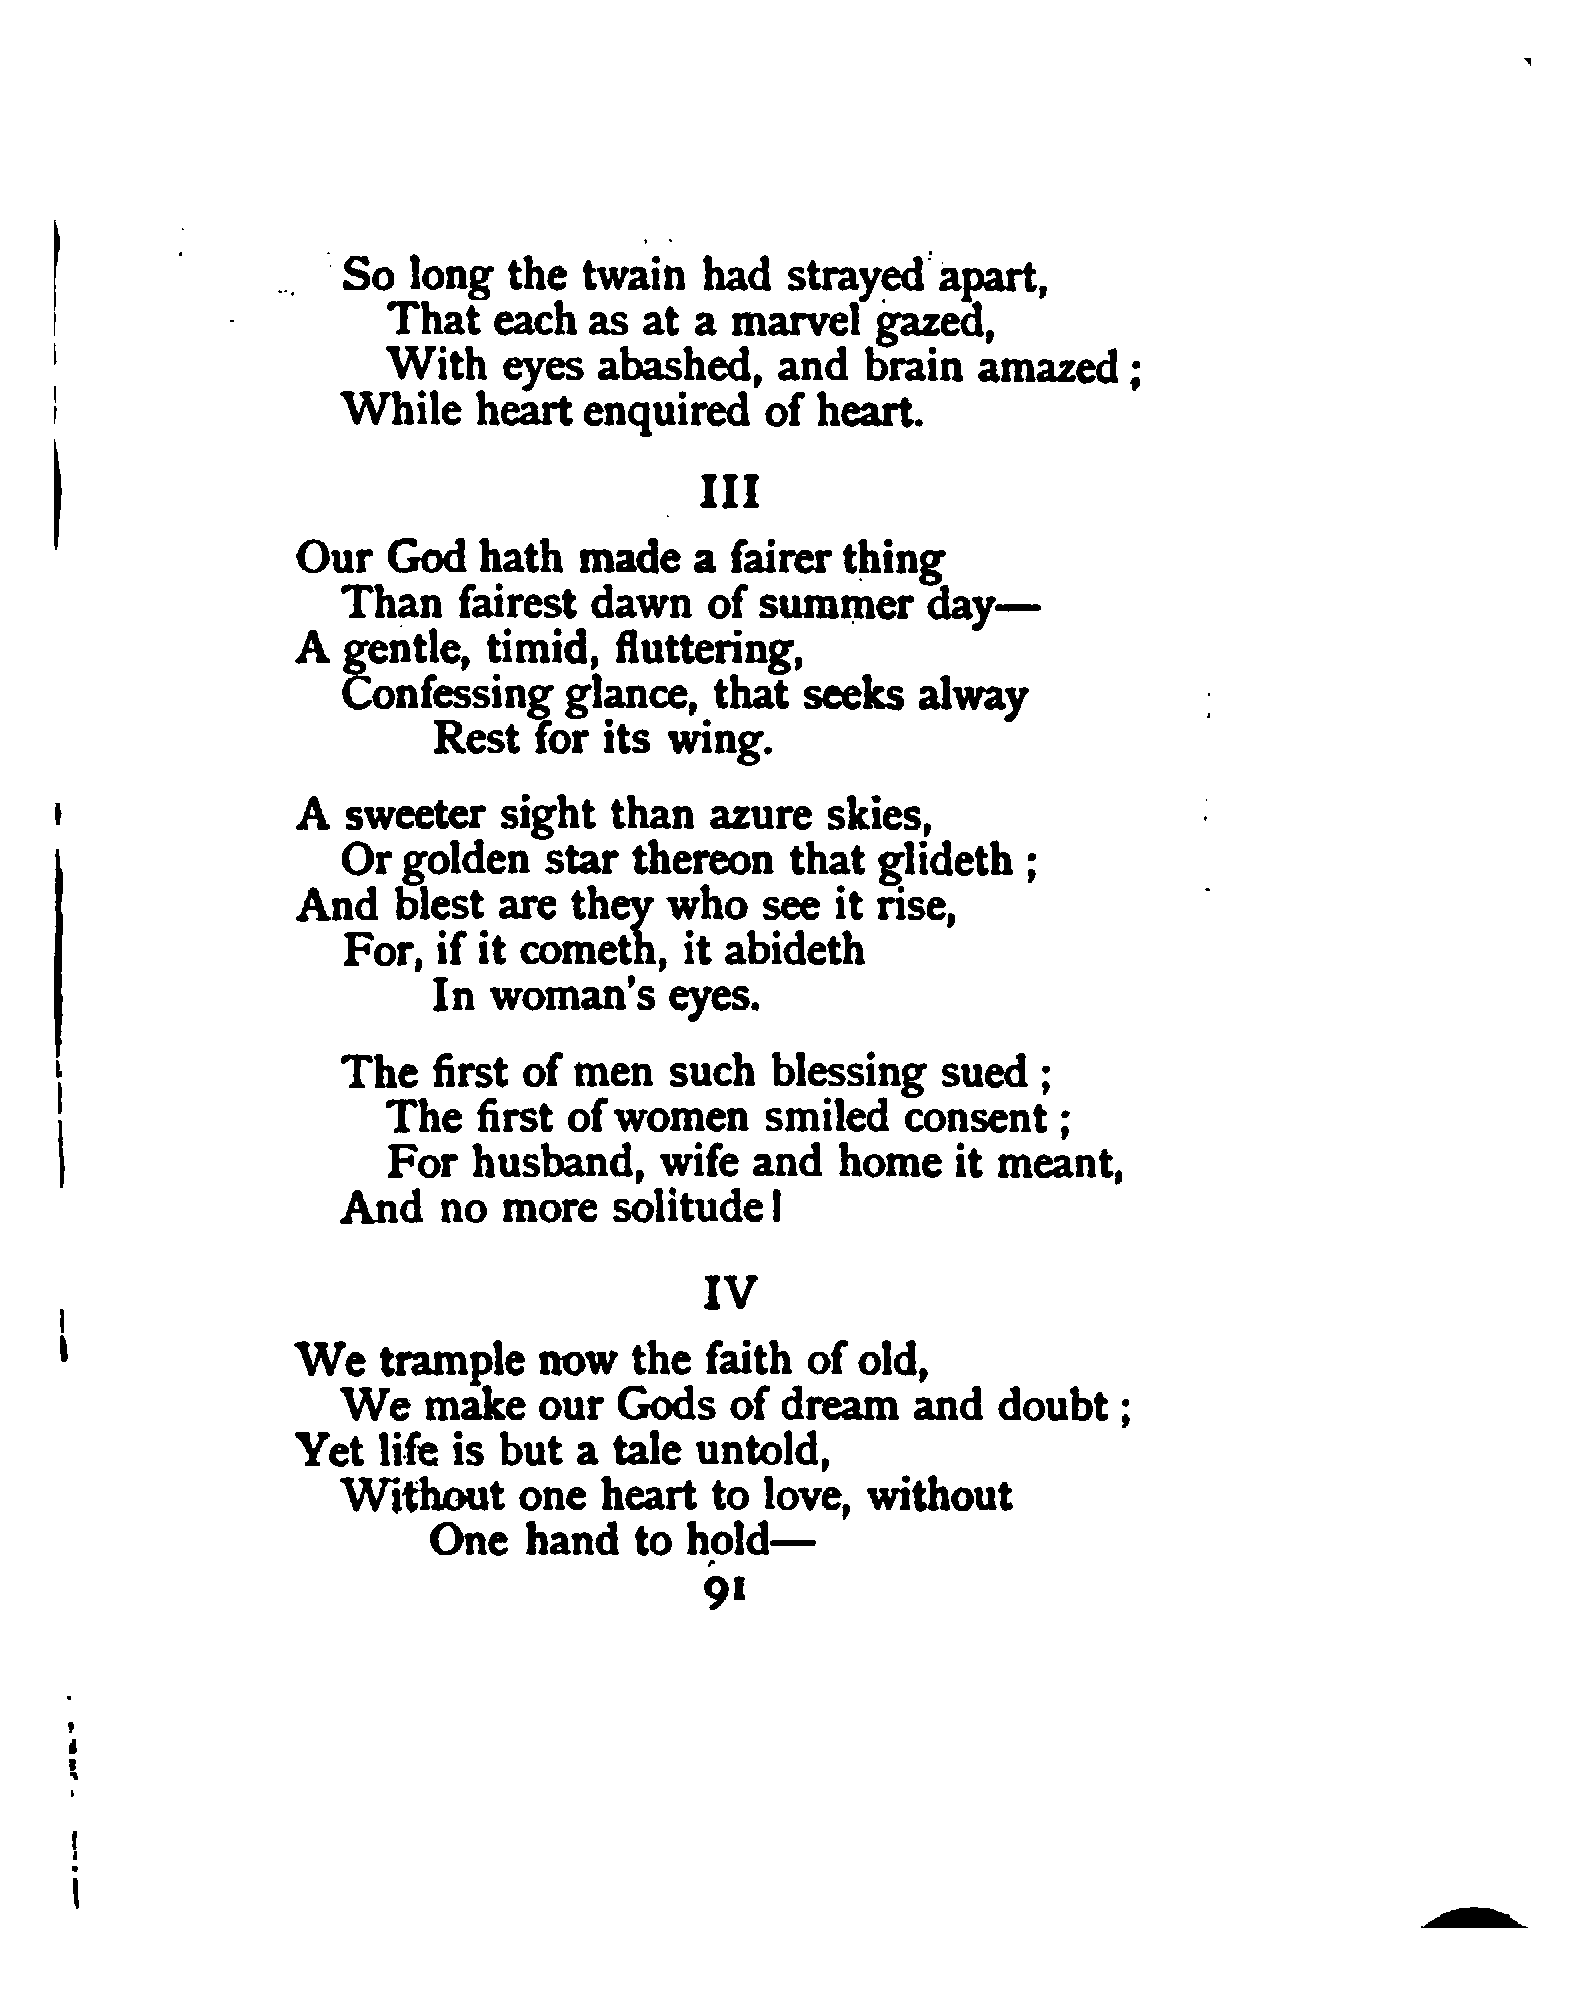 So long the twain had strayed apart,
That each as at a marvel gazed,
With eyes abashed, and brain amazed ;
While heart enquired of heart.
III
Our God hath made a fairer thing
Than fairest dawn of summer day—
A gentle, timid, fluttering,
Confessing glance, that seeks alway
Rest for its wing.
A sweeter sight than azure skies,
Or golden star thereon that glideth ;
And blest are they who see it rise,
For, if it cometh, it abideth
In woman's eyes.
The first of men such blessing sued ;
The first of women smiled consent ;
For husband, wife and home it meant,
And no more solitude!
IV
We trample now the faith of old,
We make our Gods of dream and doubt ;
Yet life is but a tale untold,
Without one heart to love, without
One hand to hold—
91